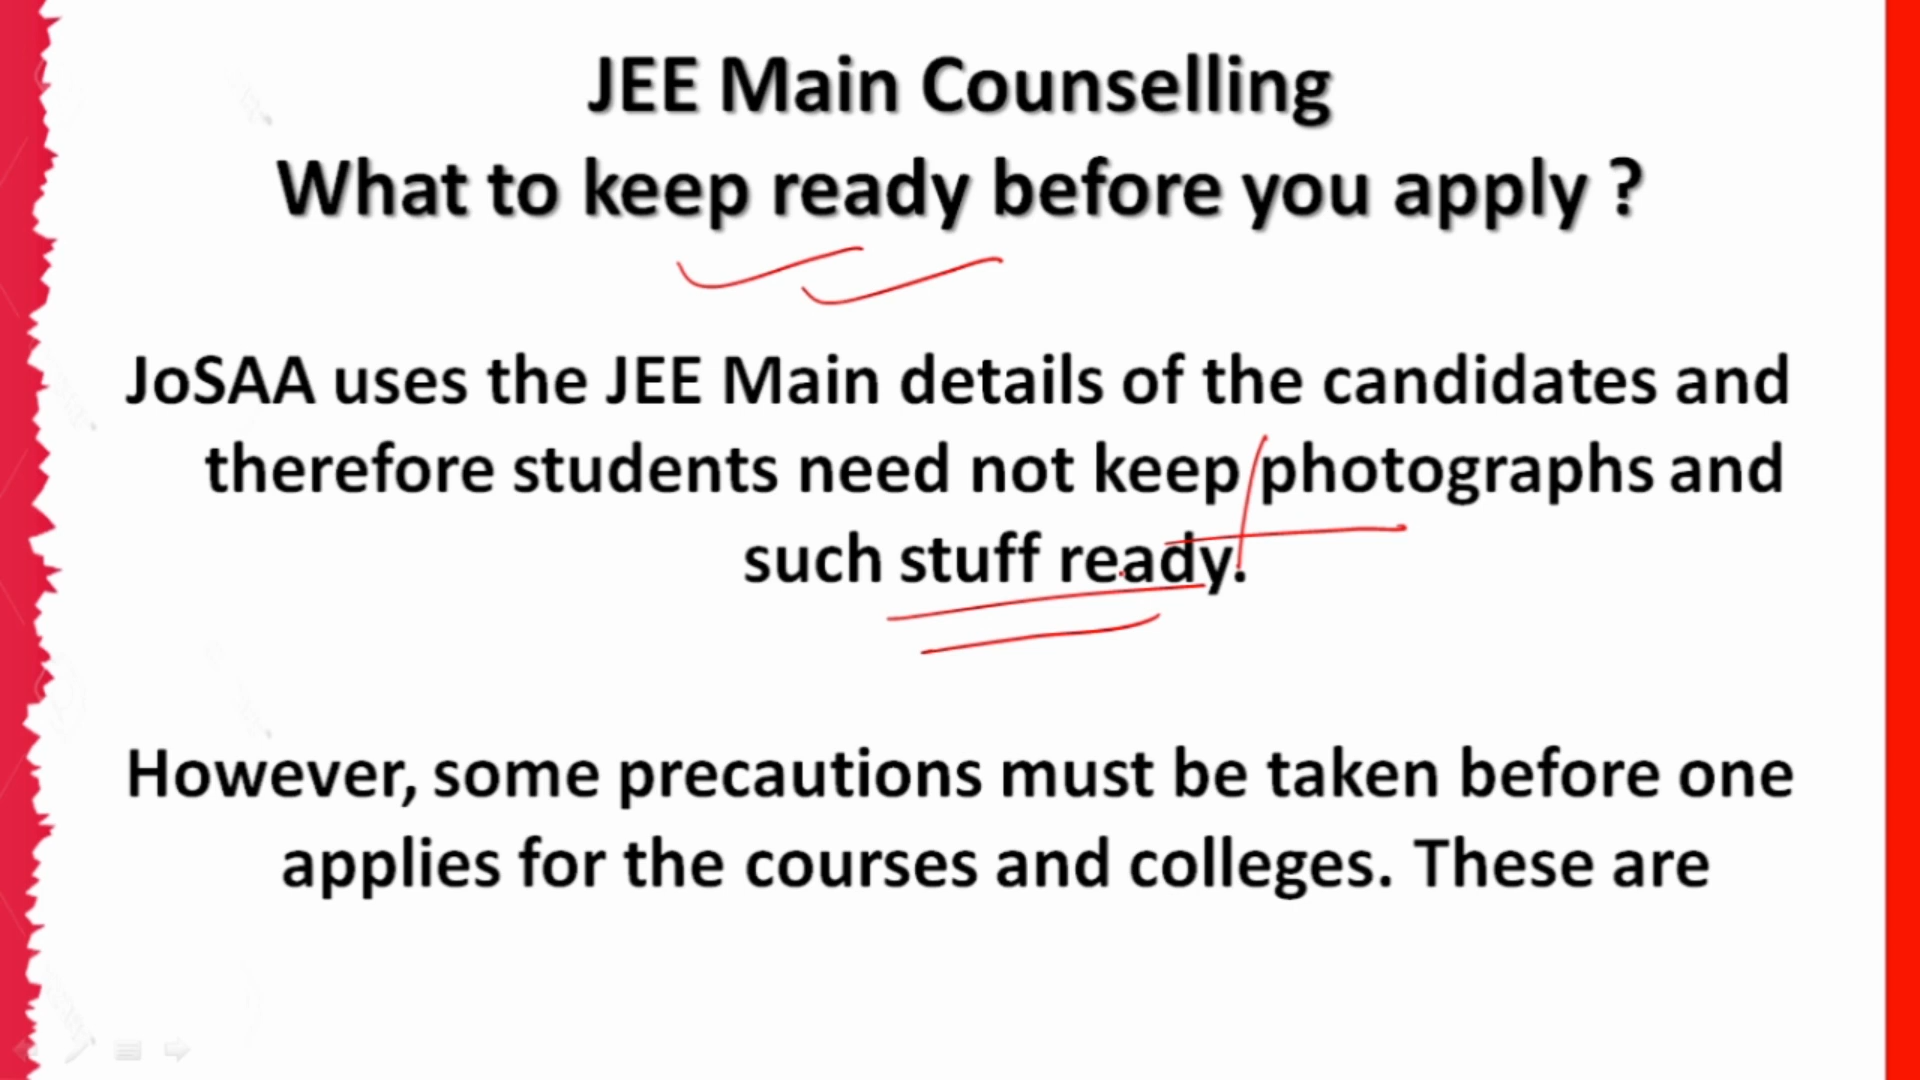 JEE Main Counselling
What to keep ready before you apply ?
JoSAA uses the JEE Main details of the candidates and
therefore students need not keep photographs and
such stuff ready.
However, some precautions must be taken before one
applies for the courses and colleges. These are